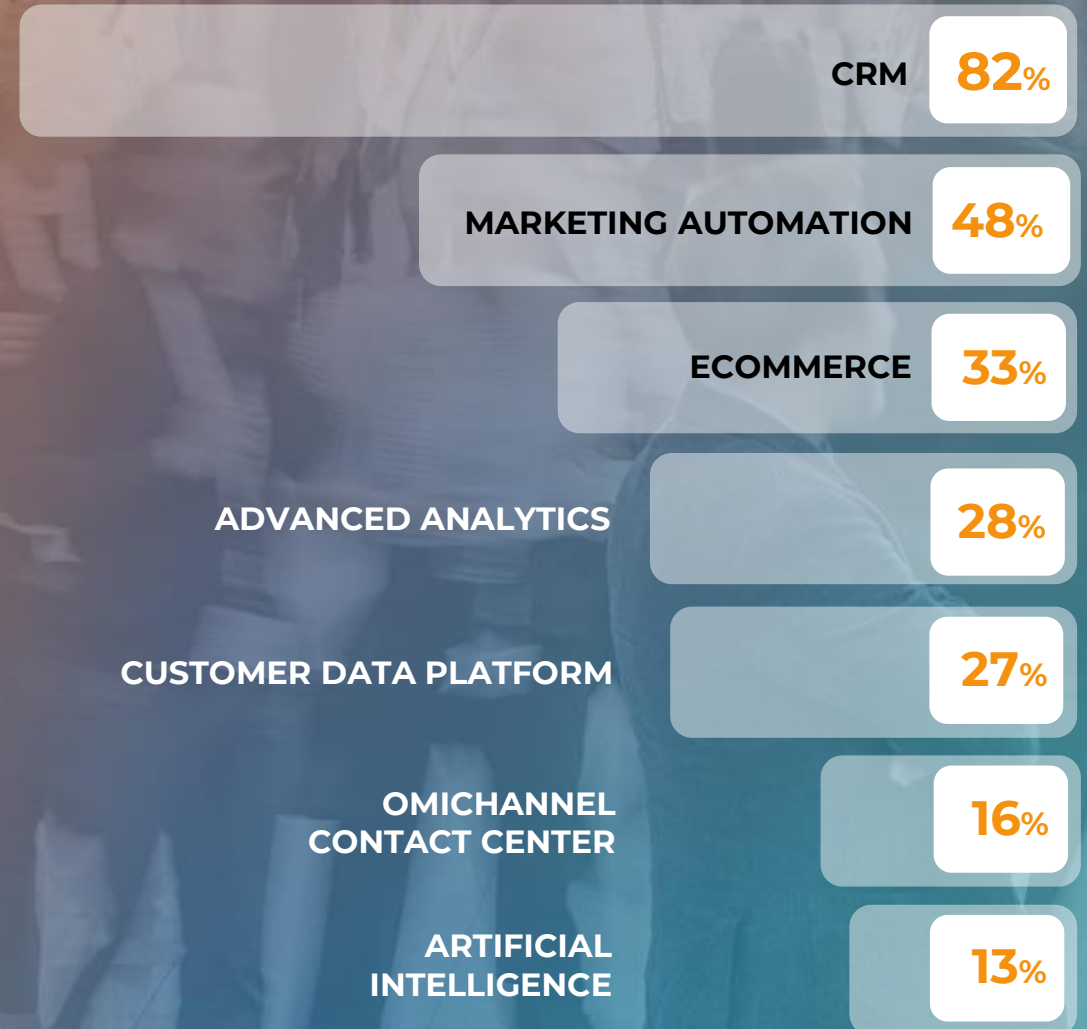 CRM 82%
MARKETING AUTOMATION 48%
ECOMMERCE 33%
ADVANCED ANALYTICS 28%
CUSTOMER DATA PLATFORM 27%
OMICHANNEL
CONTACT CENTER 16%
ARTIFICIAL
INTELLIGENCE 13%